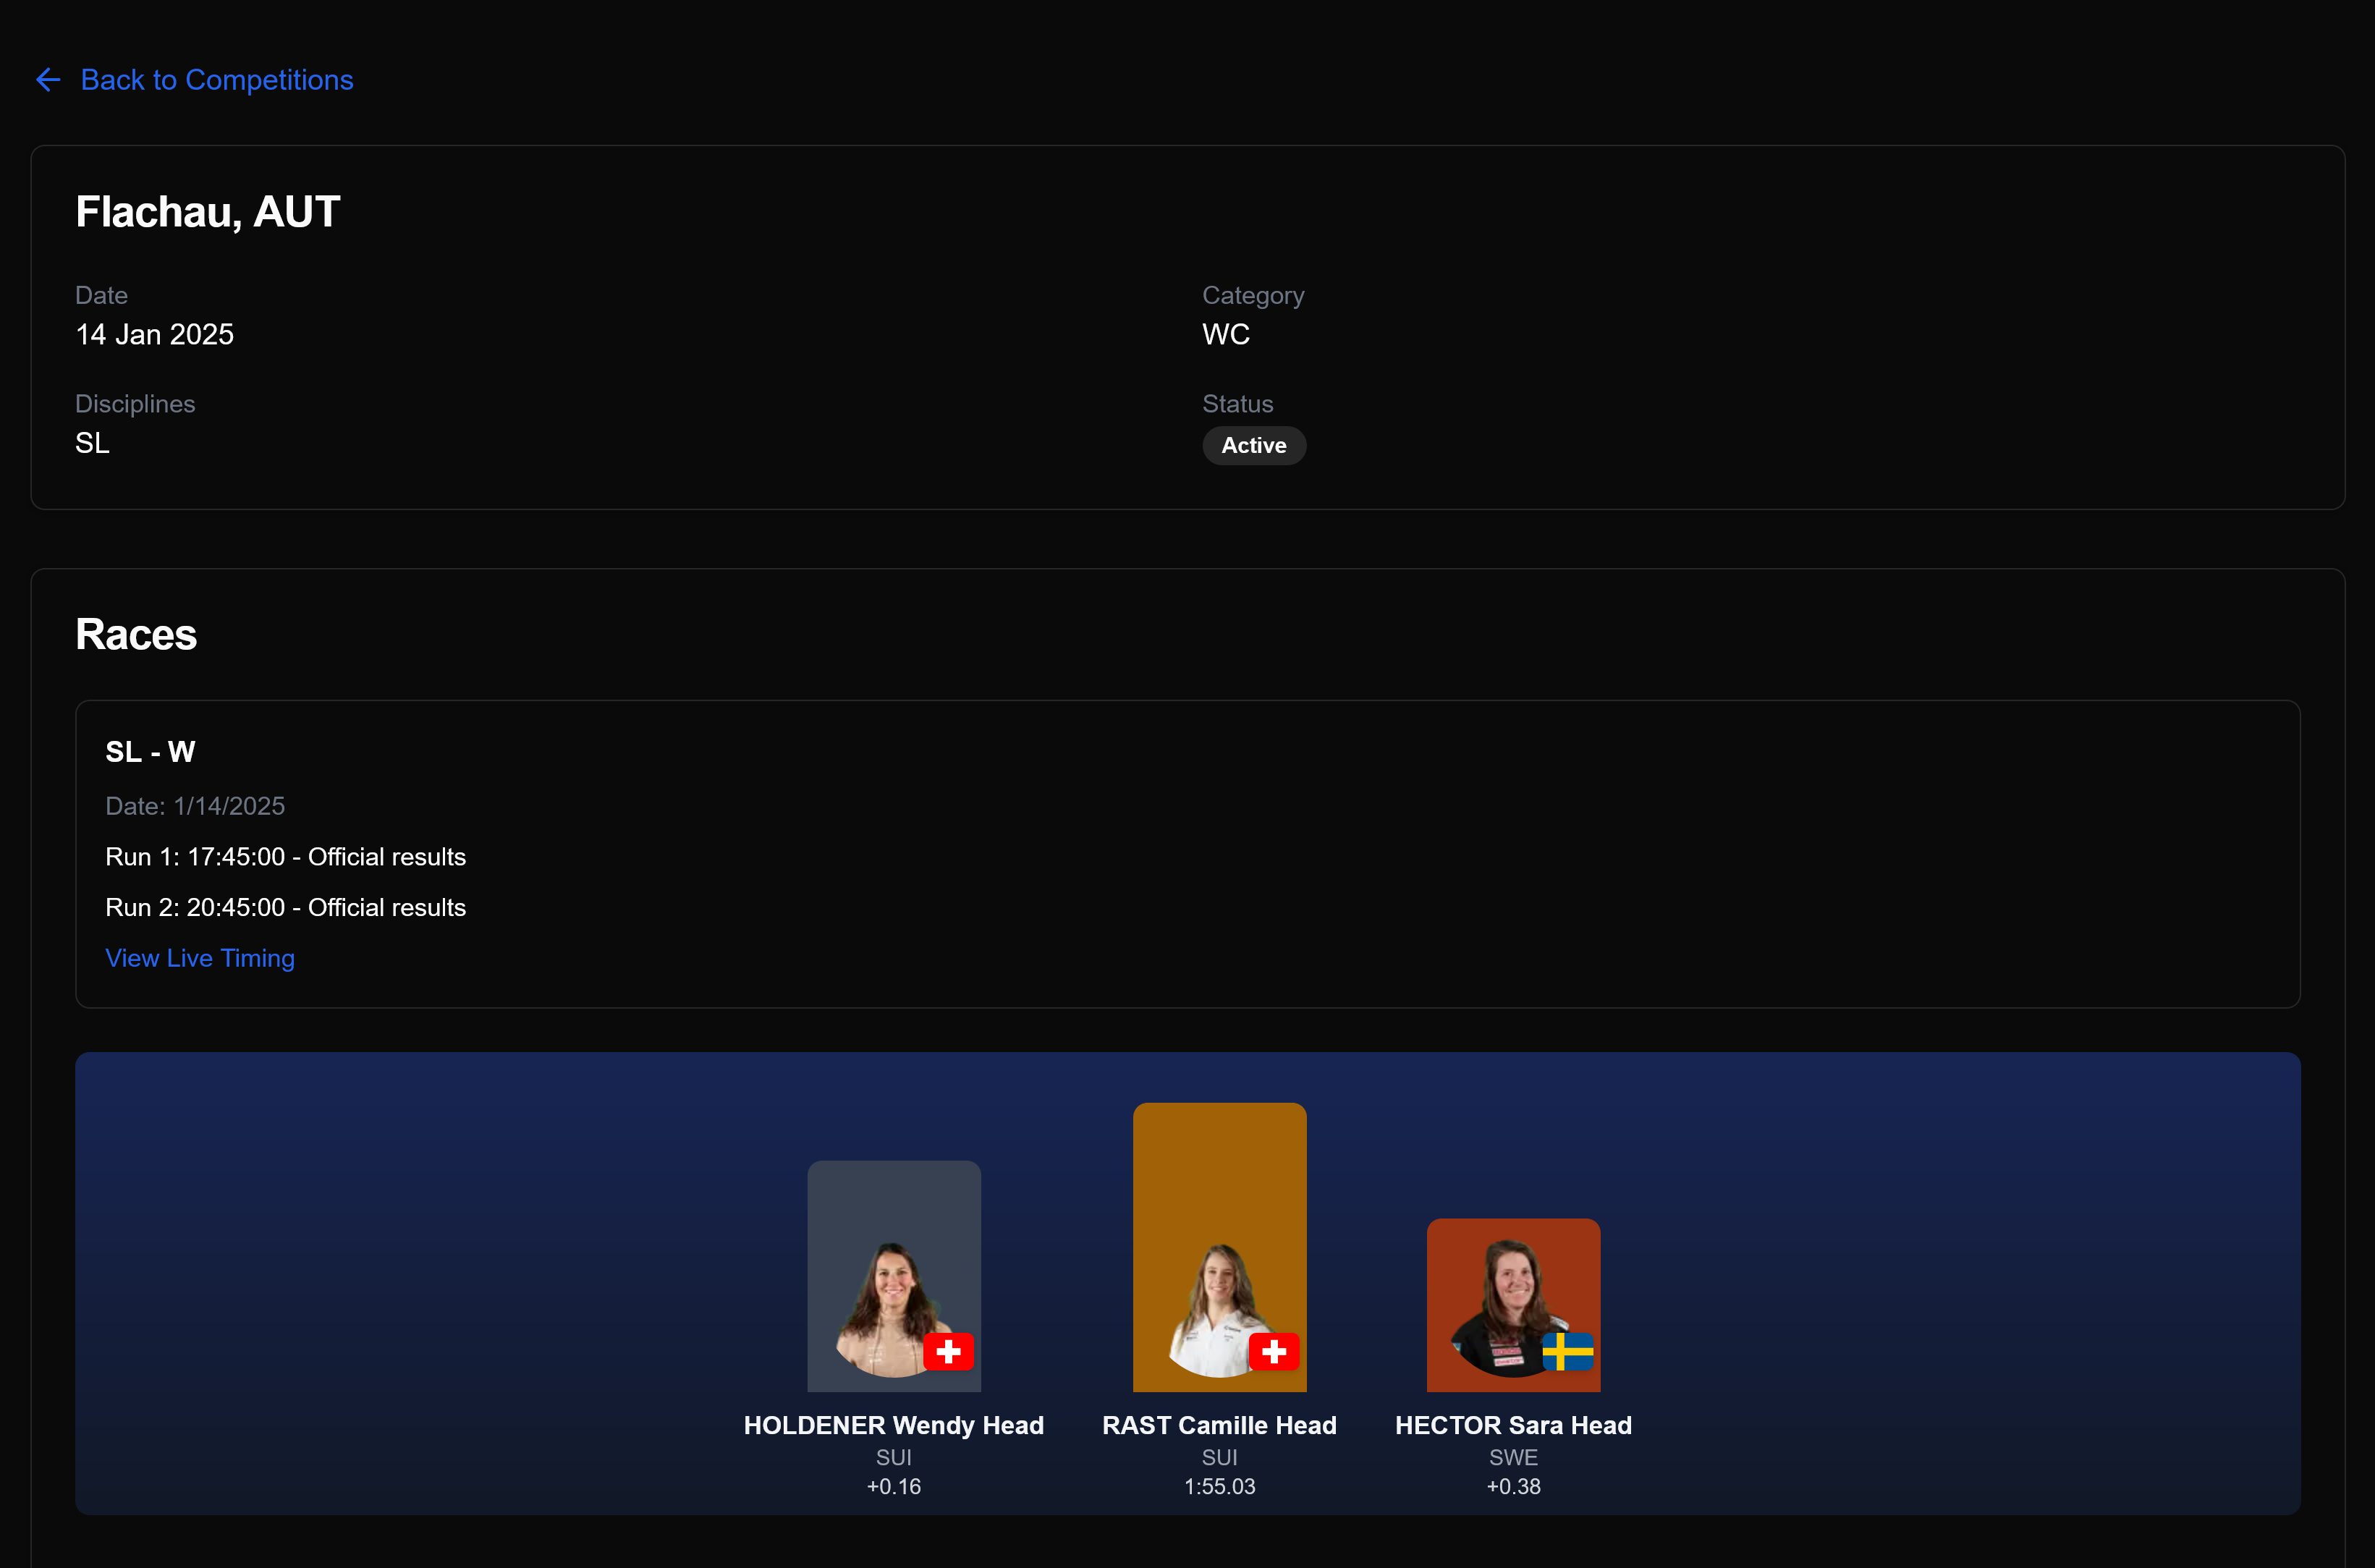 Back to Competitions
Flachau, AUT
Date
14 Jan 2025
Category
WC
Disciplines
SL
Status
Active
Races
SL - W
Date: 1/14/2025
Run 1: 17:45:00 - Official results
Run 2: 20:45:00 - Official results
View Live Timing
HOLDENER Wendy Head
SUI
+0.16
RAST Camille Head
SUI
1:55.03
HECTOR Sara Head
SWE
+0.38